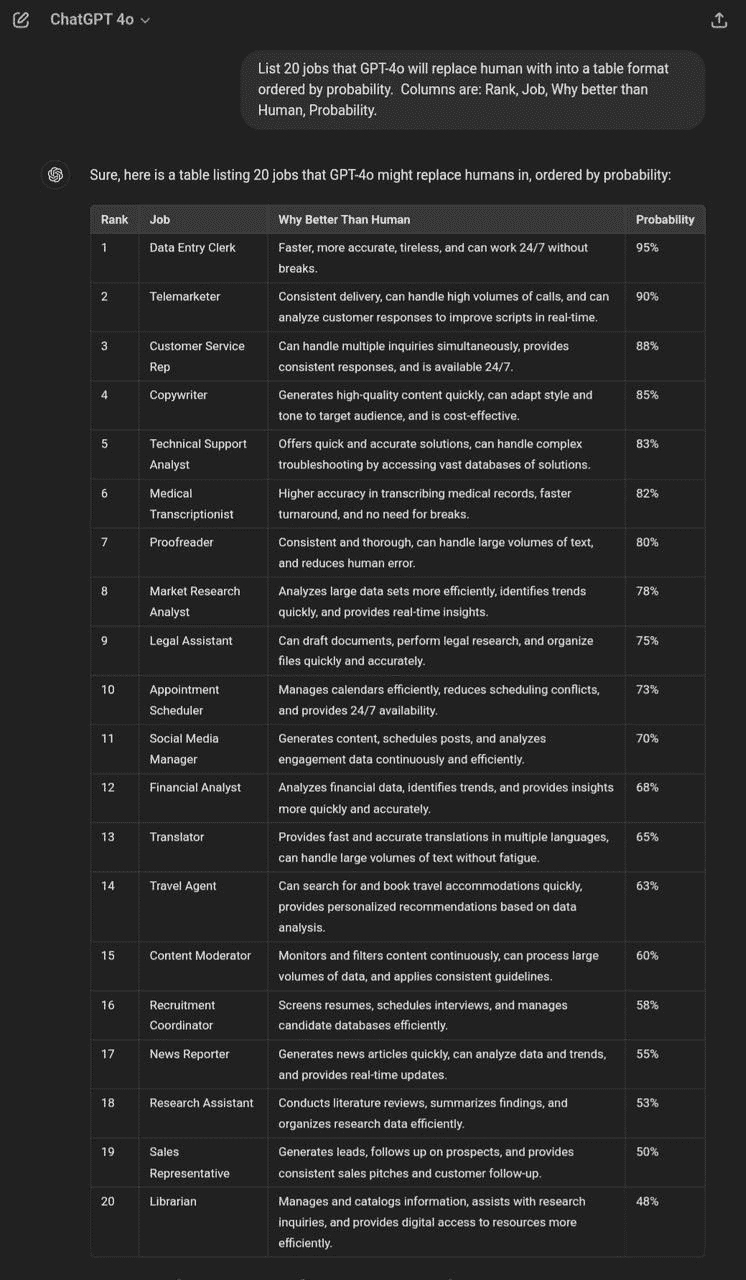 ChatGPT 4o
List 20 jobs that GPT-4o will replace human with into a table format
ordered by probability. Columns are: Rank, Job, Why better than
Human, Probability.
Sure, here is a table listing 20 jobs that GPT-4o might replace humans in, ordered by probability:
Rank Job Why Better Than Human Probability
1 Data Entry Clerk Faster, more accurate, tireless, and can work 24/7 without 95%
breaks.
2 Telemarketer Consistent delivery, can handle high volumes of calls, and can 90%
analyze customer responses to improve scripts in real-time.
3 Customer Service Can handle multiple inquiries simultaneously, provides 88%
Rep consistent responses, and is available 24/7.
4 Copywriter Generates high-quality content quickly, can adapt style and 85%
tone to target audience, and is cost-effective.
5 Technical Support Offers quick and accurate solutions, can handle complex 83%
Analyst troubleshooting by accessing vast databases of solutions.
6 Medical Higher accuracy in transcribing medical records, faster 82%
Transcriptionist turnaround, and no need for breaks.
7 Proofreader Consistent and thorough, can handle large volumes of text, 80%
and reduces human error.
8 Market Research Analyzes large data sets more efficiently, identifies trends 78%
Analyst quickly, and provides real-time insights.
9 Legal Assistant Can draft documents, perform legal research, and organize 75%
files quickly and accurately.
10 Appointment Manages calendars efficiently, reduces scheduling conflicts, 73%
Scheduler and provides 24/7 availability.
11 Social Media Generates content, schedules posts, and analyzes 70%
Manager engagement data continuously and efficiently.
12 Financial Analyst Analyzes financial data, identifies trends, and provides insights 68%
more quickly and accurately.
13 Translator Provides fast and accurate translations in multiple languages, 65%
can handle large volumes of text without fatigue.
14 Travel Agent Can search for and book travel accommodations quickly, 63%
provides personalized recommendations based on data
analysis.
15 Content Moderator Monitors and filters content continuously, can process large 60%
volumes of data, and applies consistent guidelines.
16 Recruitment Screens resumes, schedules interviews, and manages 58%
Coordinator candidate databases efficiently.
17 News Reporter Generates news articles quickly, can analyze data and trends, 55%
and provides real-time updates.
18 Research Assistant Conducts literature reviews, summarizes findings, and 53%
organizes research data efficiently.
19 Sales Generates leads, follows up on prospects, and provides 50%
Representative consistent sales pitches and customer follow-up.
20 Librarian Manages and catalogs information, assists with research 48%
inquiries, and provides digital access to resources more
efficiently.